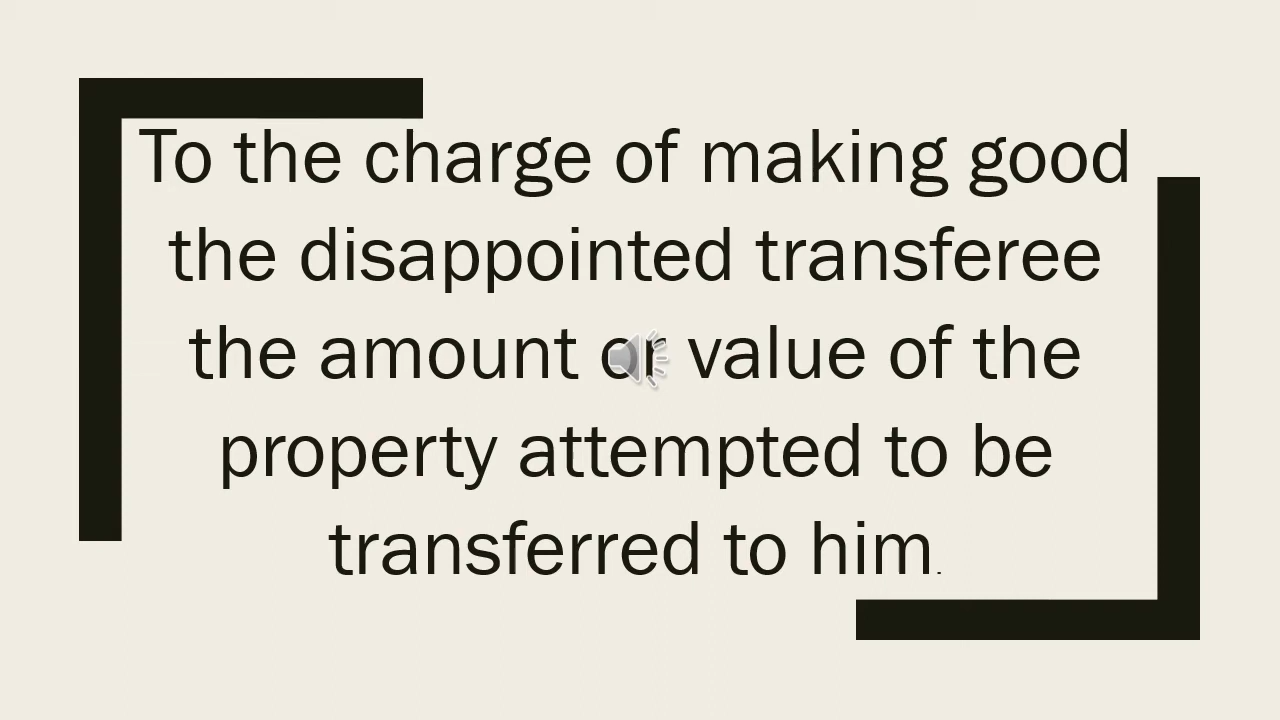 To the charge of making good
the disappointed transferee
the amount or value of the
property attempted to be
transferred to him.